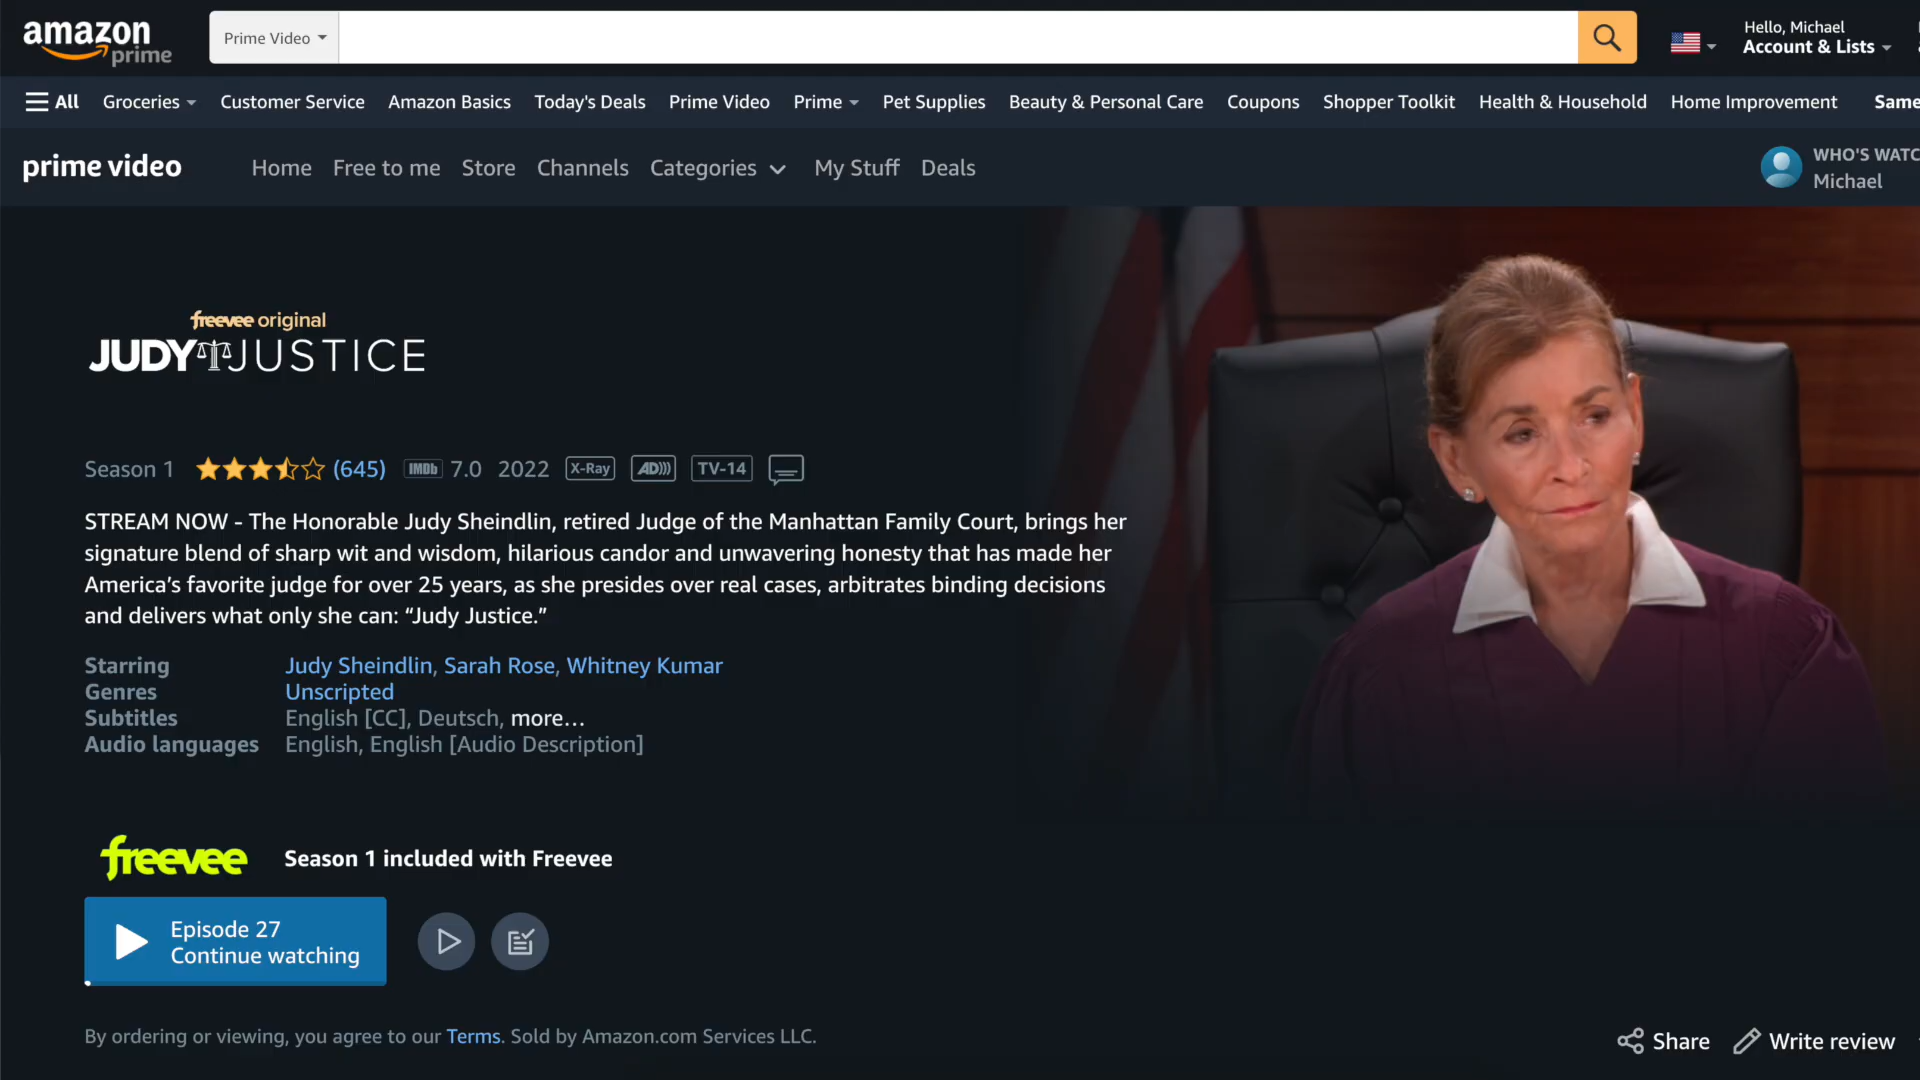 amazon prime
Prime Video
Hello, Michael
Account & Lists
All Groceries Customer Service Amazon Basics Today's Deals Prime Video Prime Pet Supplies Beauty & Personal Care Coupons Shopper Toolkit Health & Household Home Improvement Same
prime video Home Free to me Store Channels Categories My Stuff Deals
WHO'S WATC
Michael
freevee original
JUDY JUSTICE
Season 1 (645) IMDb 7.0 2022 X-Ray AD))) TV-14
STREAM NOW - The Honorable Judy Sheindlin, retired Judge of the Manhattan Family Court, brings her
signature blend of sharp wit and wisdom, hilarious candor and unwavering honesty that has made her
America’s favorite judge for over 25 years, as she presides over real cases, arbitrates binding decisions
and delivers what only she can: “Judy Justice.”
Starring Judy Sheindlin, Sarah Rose, Whitney Kumar
Genres Unscripted
Subtitles English [CC], Deutsch, more…
Audio languages English, English [Audio Description]
freevee Season 1 included with Freevee
Episode 27
Continue watching
By ordering or viewing, you agree to our Terms. Sold by Amazon.com Services LLC.
Share Write review